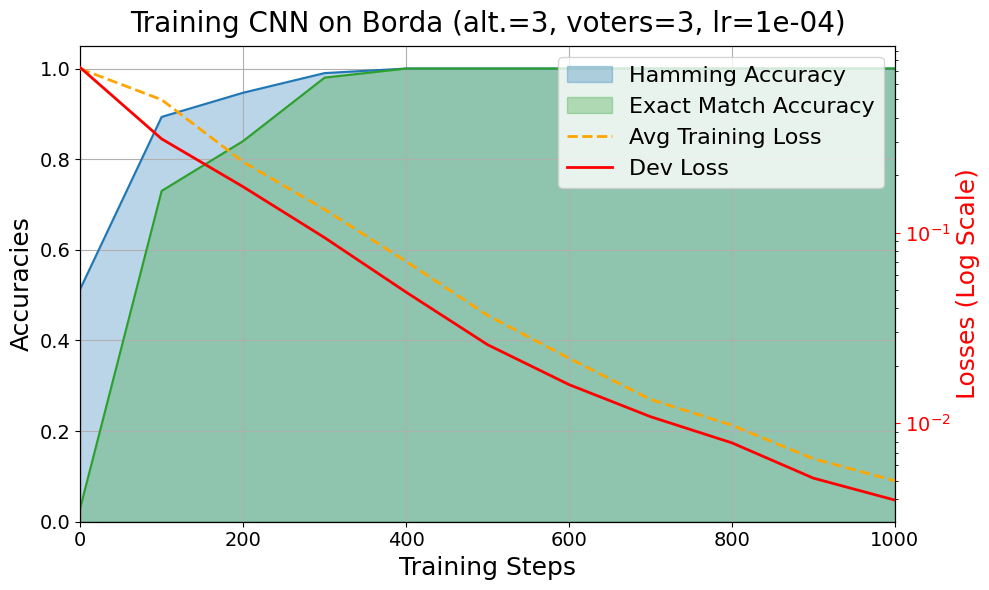 Training CNN on Borda (alt.=3, voters=3, lr=1e-04)
Hamming Accuracy
Exact Match Accuracy
Avg Training Loss
Dev Loss
Accuracies
1.0
0.8
0.6
0.4
0.2
0.0
0
200
400
600
800
1000
Training Steps
10⁻¹
10⁻²
Losses (Log Scale)